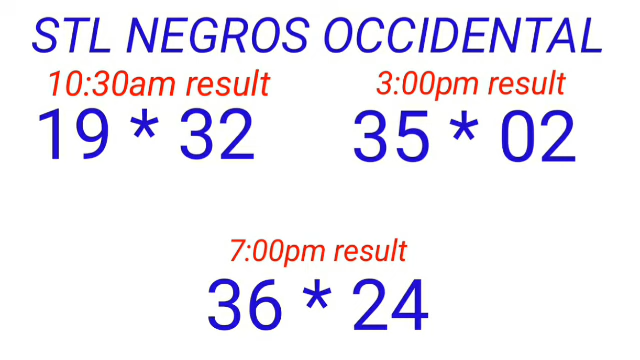 STL NEGROS OCCIDENTAL
10:30am result
19 * 32
3:00pm result
35 * 02
7:00pm result
36 * 24